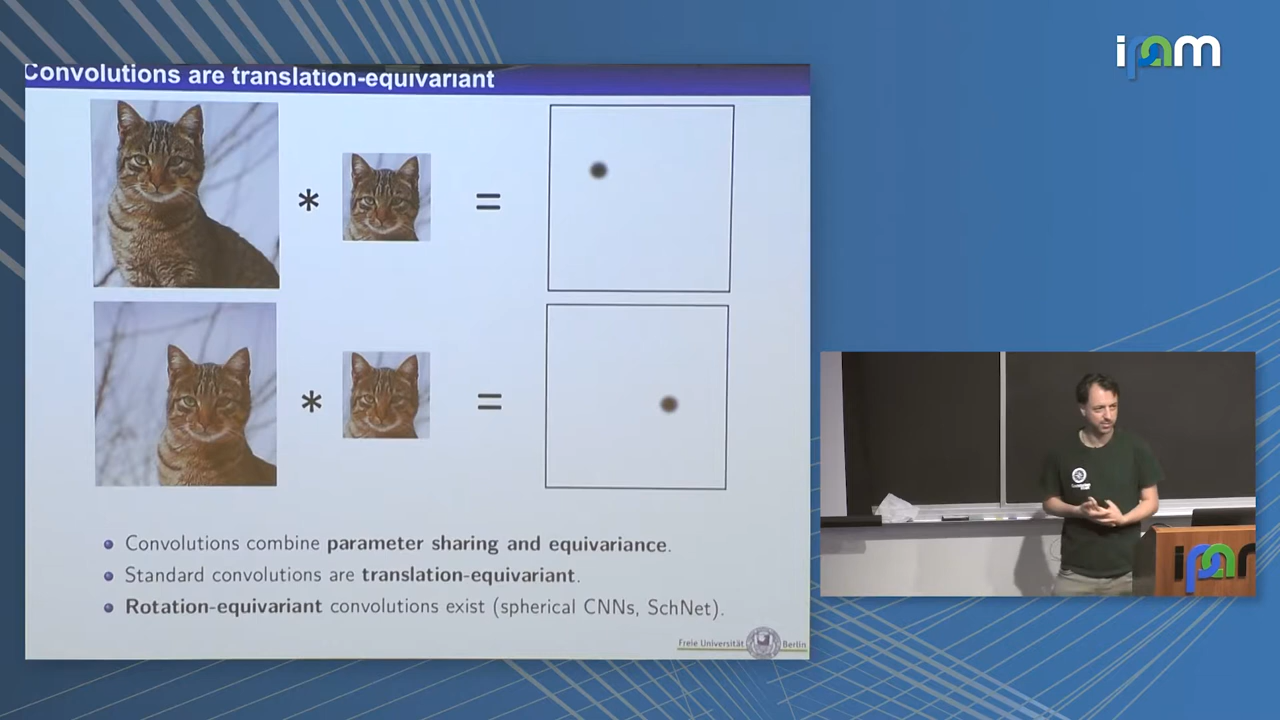 ipam
Convolutions are translation-equivariant
* =
* =
Convolutions combine parameter sharing and equivariance.
Standard convolutions are translation-equivariant.
Rotation-equivariant convolutions exist (spherical CNNs, SchNet).
Freie Universität Berlin
ipam